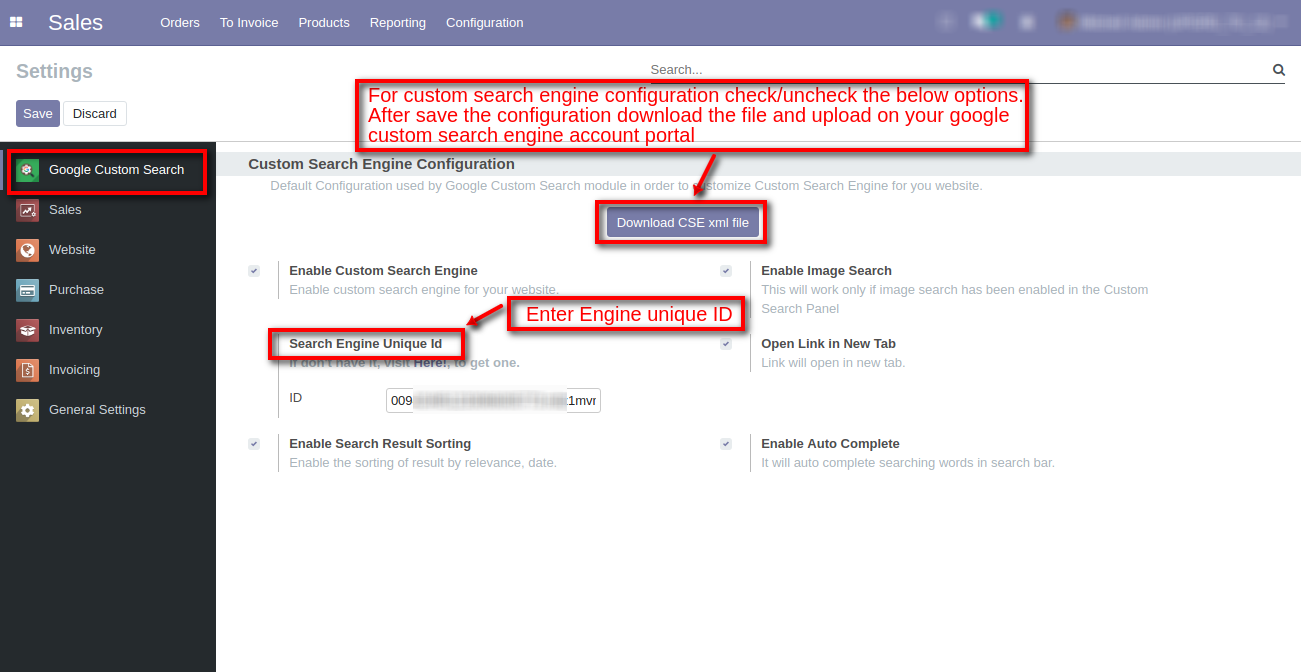 Sales Orders To Invoice Products Reporting Configuration
Settings
Search...
Save Discard
For custom search engine configuration check/uncheck the below options.
After save the configuration download the file and upload on your google
custom search engine account portal
Google Custom Search
Sales
Website
Purchase
Inventory
Invoicing
General Settings
Custom Search Engine Configuration
Default Configuration used by Google Custom Search module in order to customize Custom Search Engine for you website.
Download CSE xml file
Enable Custom Search Engine
Enable custom search engine for your website.
Enable Image Search
This will work only if image search has been enabled in the Custom
Search Panel
Enter Engine unique ID
Search Engine Unique Id
If don't have it, visit Here!, to get one.
ID 009 1mvr
Open Link in New Tab
Link will open in new tab.
Enable Search Result Sorting
Enable the sorting of result by relevance, date.
Enable Auto Complete
It will auto complete searching words in search bar.